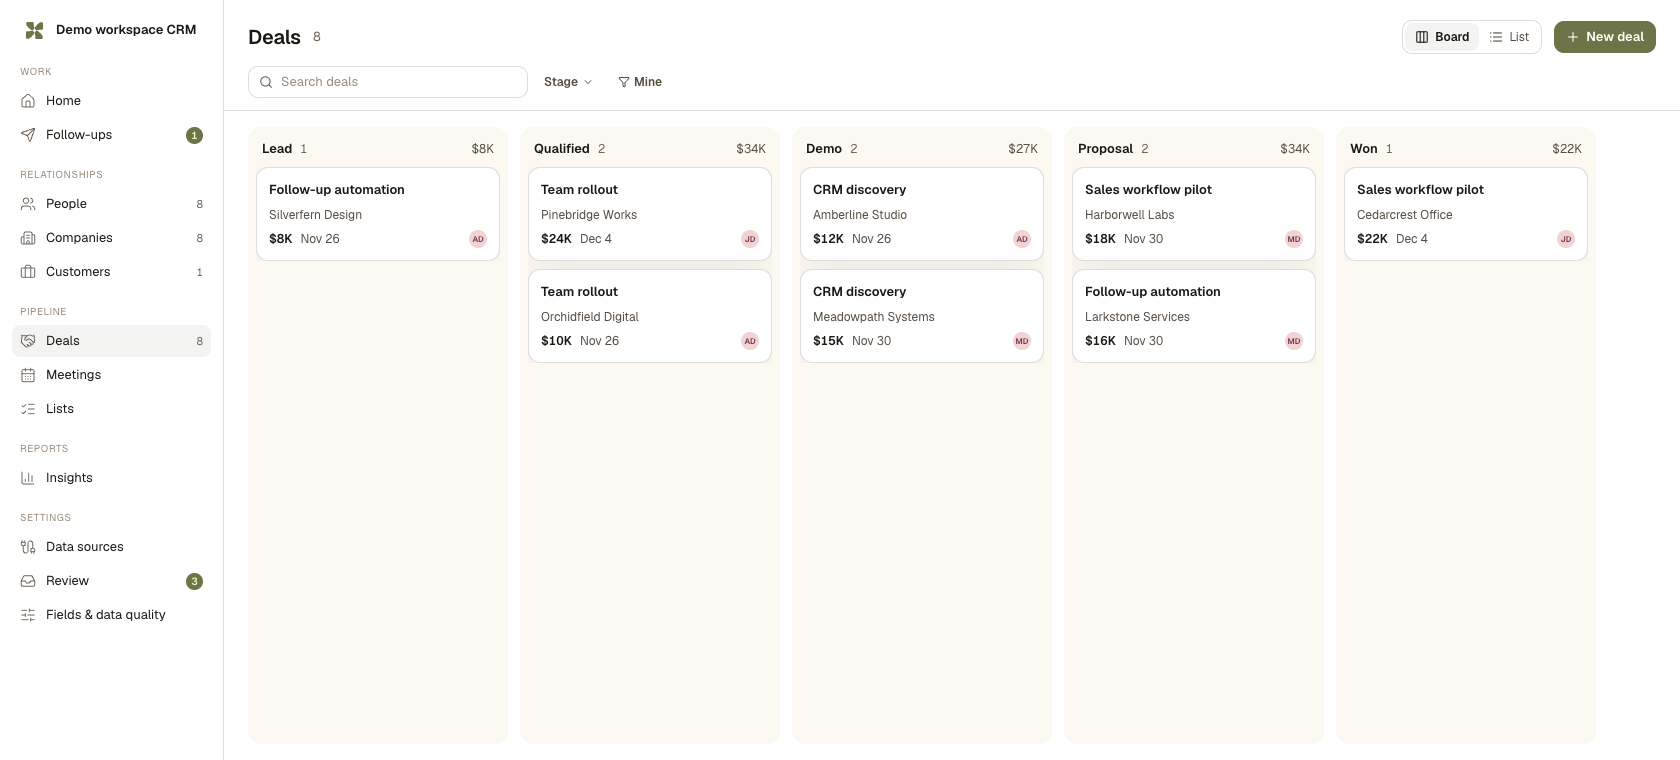 Demo workspace CRM
WORK
Home
Follow-ups 1
RELATIONSHIPS
People 8
Companies 8
Customers 1
PIPELINE
Deals 8
Meetings
Lists
REPORTS
Insights
SETTINGS
Data sources
Review 3
Fields & data quality
Deals 8
Board
List
New deal
Search deals
Stage
Mine
Lead 1 $8K
Follow-up automation
Silverfern Design
$8K Nov 26 AD
Qualified 2 $34K
Team rollout
Pinebridge Works
$24K Dec 4 JD
Team rollout
Orchidfield Digital
$10K Nov 26 AD
Demo 2 $27K
CRM discovery
Amberline Studio
$12K Nov 26 AD
CRM discovery
Meadowpath Systems
$15K Nov 30 MD
Proposal 2 $34K
Sales workflow pilot
Harborwell Labs
$18K Nov 30 MD
Follow-up automation
Larkstone Services
$16K Nov 30 MD
Won 1 $22K
Sales workflow pilot
Cedarcrest Office
$22K Dec 4 JD